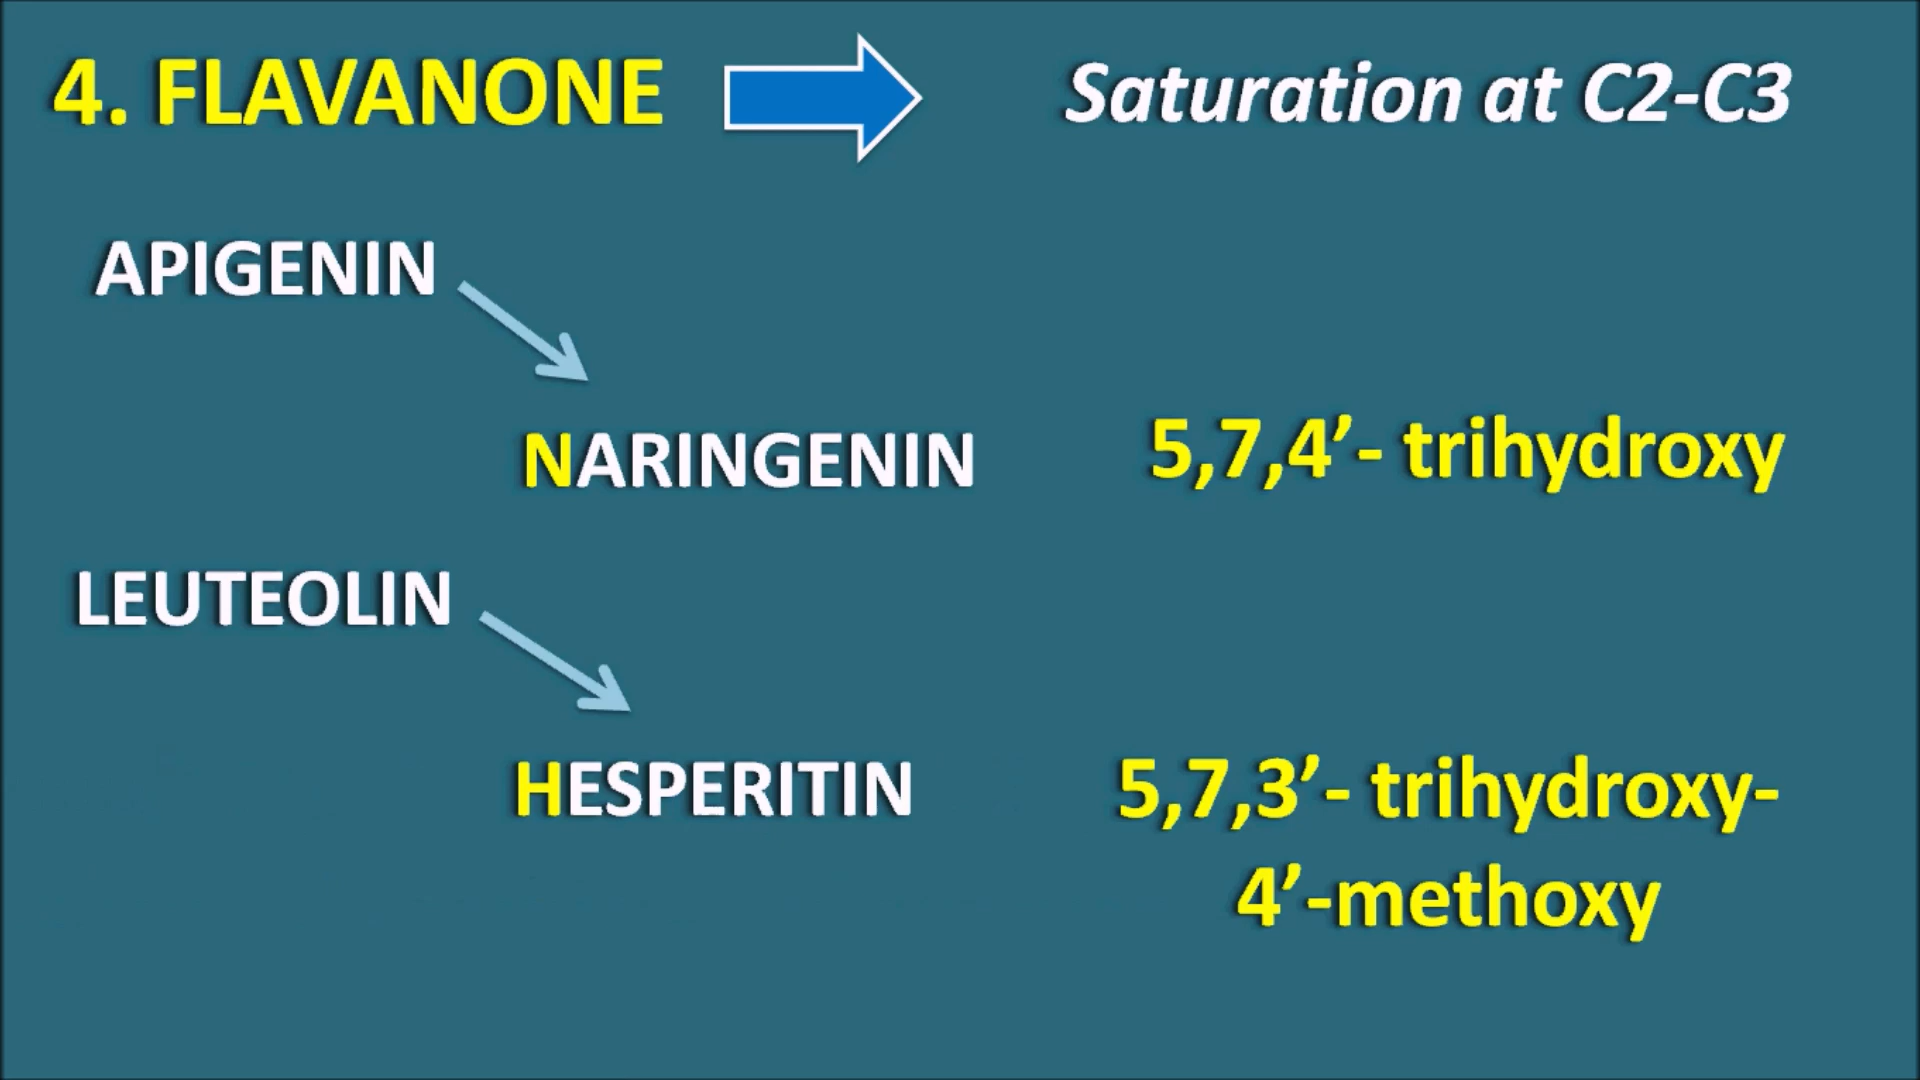 4. FLAVANONE Saturation at C2-C3
APIGENIN
NARINGENIN 5,7,4’- trihydroxy
LEUTEOLIN
HESPERITIN 5,7,3’- trihydroxy-
4’-methoxy